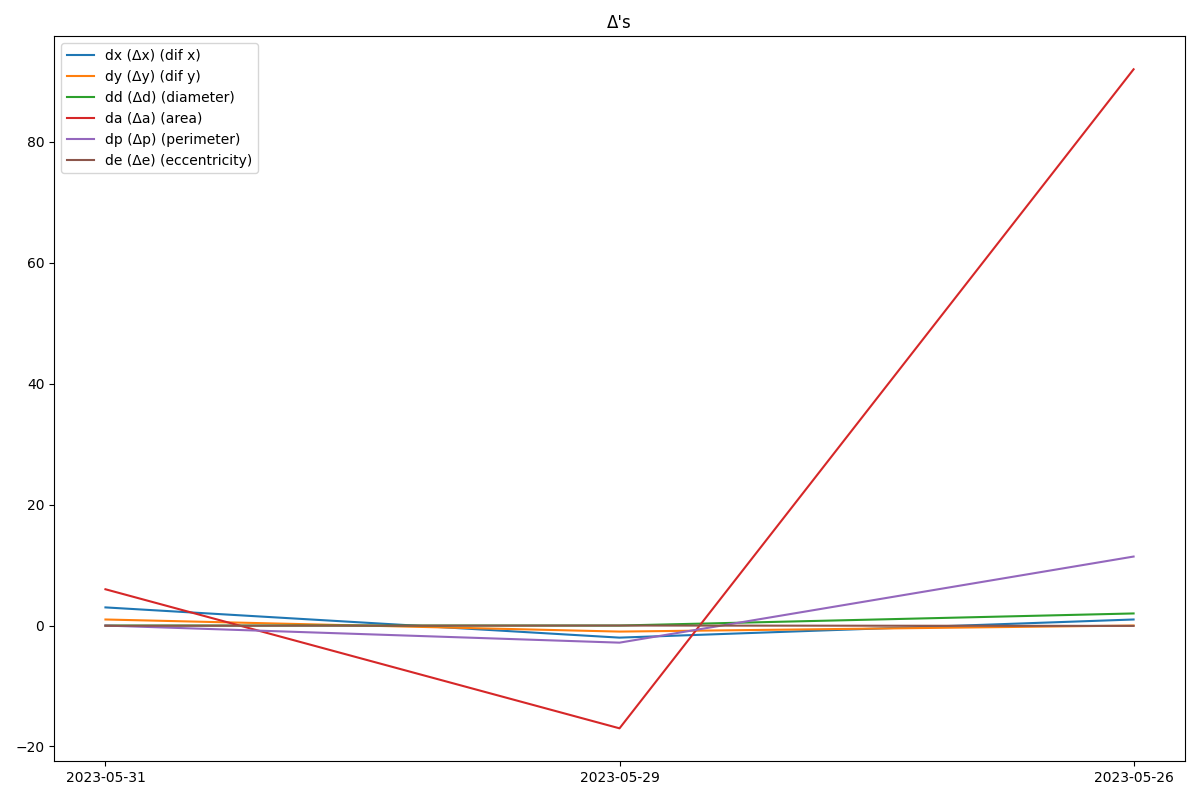 Δ's
dx (Δx) (dif x)
dy (Δy) (dif y)
dd (Δd) (diameter)
da (Δa) (area)
dp (Δp) (perimeter)
de (Δe) (eccentricity)
80
60
40
20
0
−20
2023-05-31
2023-05-29
2023-05-26